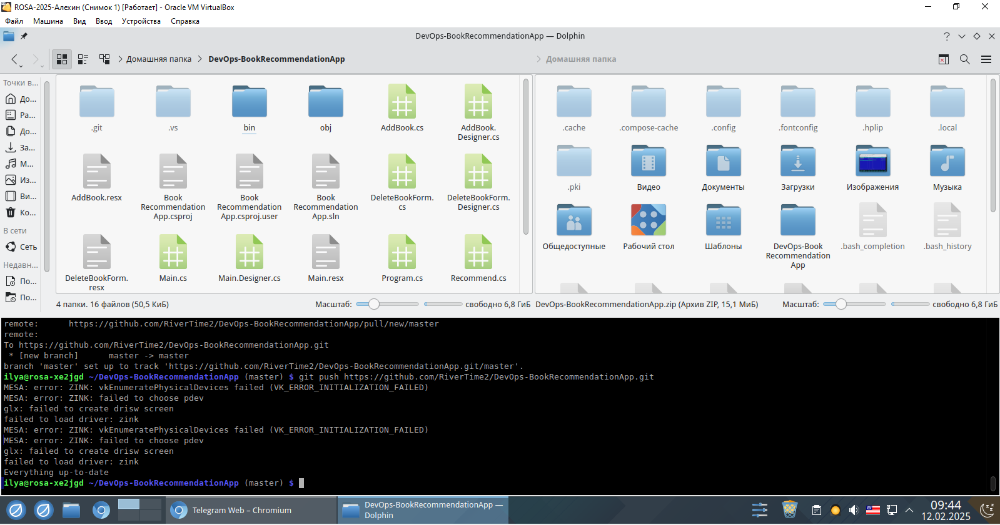 ROSA-2025-Алехин (Снимок 1) [Работает] - Oracle VM VirtualBox
Файл Машина Вид Ввод Устройства Справка
DevOps-BookRecommendationApp — Dolphin
Домашняя папка
DevOps-BookRecommendationApp
Домашняя папка
Точки в...
До...
Ра...
До...
За...
М...
Из...
Ви...
Ко...
В сети
Сеть
Недавн...
По...
По...
.git
.vs
bin
obj
AddBook.cs
AddBook.
Designer.cs
AddBook.resx
Book
Recommendation
App.csproj
Book
Recommendation
App.csproj.user
Book
Recommendation
App.sln
DeleteBookForm.
cs
DeleteBookForm.
Designer.cs
DeleteBookForm.
resx
Main.cs
Main.Designer.cs
Main.resx
Program.cs
Recommend.cs
4 папки. 16 файлов (50,5 КиБ)
Масштаб:
свободно 6,8 ГиБ
.cache
.compose-cache
.config
.fontconfig
.hplip
.local
.pki
Видео
Документы
Загрузки
Изображения
Музыка
Общедоступные
Рабочий стол
Шаблоны
DevOps-Book
Recommendation
App
.bash_completion
.bash_history
DevOps-BookRecommendationApp.zip (Архив ZIP, 15,1 МиБ)
Масштаб:
свободно 6,8 ГиБ
remote:      https://github.com/RiverTime2/DevOps-BookRecommendationApp/pull/new/master
remote:
To https://github.com/RiverTime2/DevOps-BookRecommendationApp.git
 * [new branch]      master -> master
branch 'master' set up to track 'https://github.com/RiverTime2/DevOps-BookRecommendationApp.git/master'.
ilya@rosa-xe2jgd ~/DevOps-BookRecommendationApp (master) $ git push https://github.com/RiverTime2/DevOps-BookRecommendationApp.git
MESA: error: ZINK: vkEnumeratePhysicalDevices failed (VK_ERROR_INITIALIZATION_FAILED)
MESA: error: ZINK: failed to choose pdev
glx: failed to create drisw screen
failed to load driver: zink
MESA: error: ZINK: vkEnumeratePhysicalDevices failed (VK_ERROR_INITIALIZATION_FAILED)
MESA: error: ZINK: failed to choose pdev
glx: failed to create drisw screen
failed to load driver: zink
Everything up-to-date
ilya@rosa-xe2jgd ~/DevOps-BookRecommendationApp (master) $
Telegram Web – Chromium
DevOps-BookRecommendationApp —
Dolphin
09:44
12.02.2025